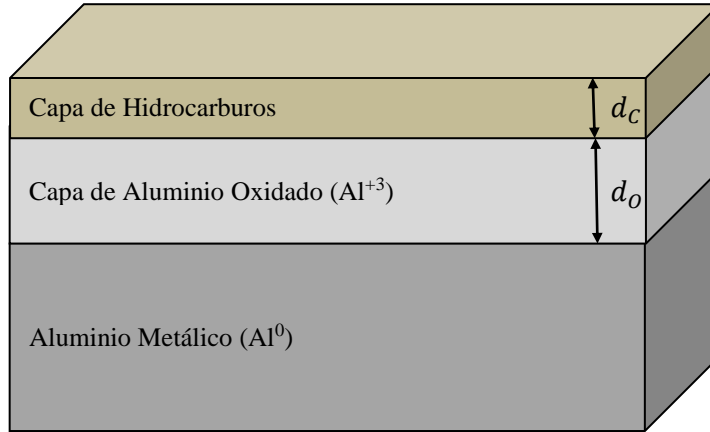 Capa de Hidrocarburos
d_C
Capa de Aluminio Oxidado (Al⁺³)
d_O
Aluminio Metálico (Al⁰)